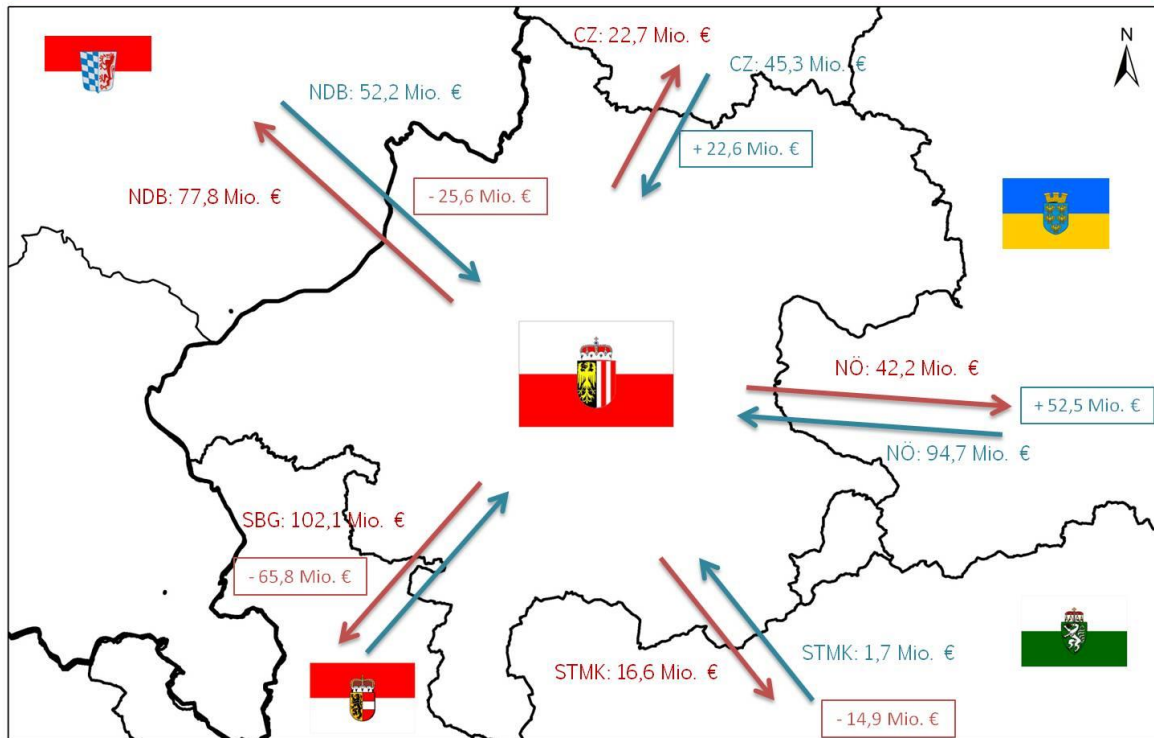 CZ: 22,7 Mio. €
N
CZ: 45,3 Mio. €
NDB: 52,2 Mio. €
+ 22,6 Mio. €
NDB: 77,8 Mio. €
- 25,6 Mio. €
NÖ: 42,2 Mio. €
+ 52,5 Mio. €
NÖ: 94,7 Mio. €
SBG: 102,1 Mio. €
- 65,8 Mio. €
STMK: 16,6 Mio. €
STMK: 1,7 Mio. €
- 14,9 Mio. €